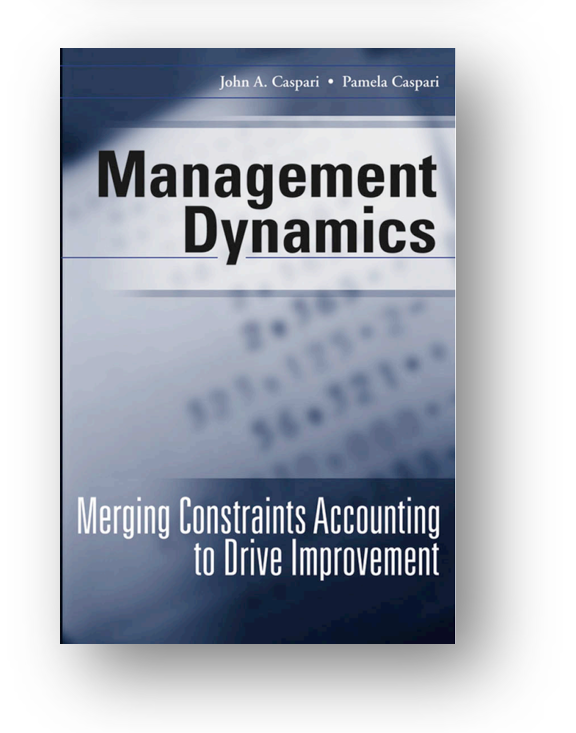 John A. Caspari • Pamela Caspari
Management
Dynamics
Merging Constraints Accounting
to Drive Improvement